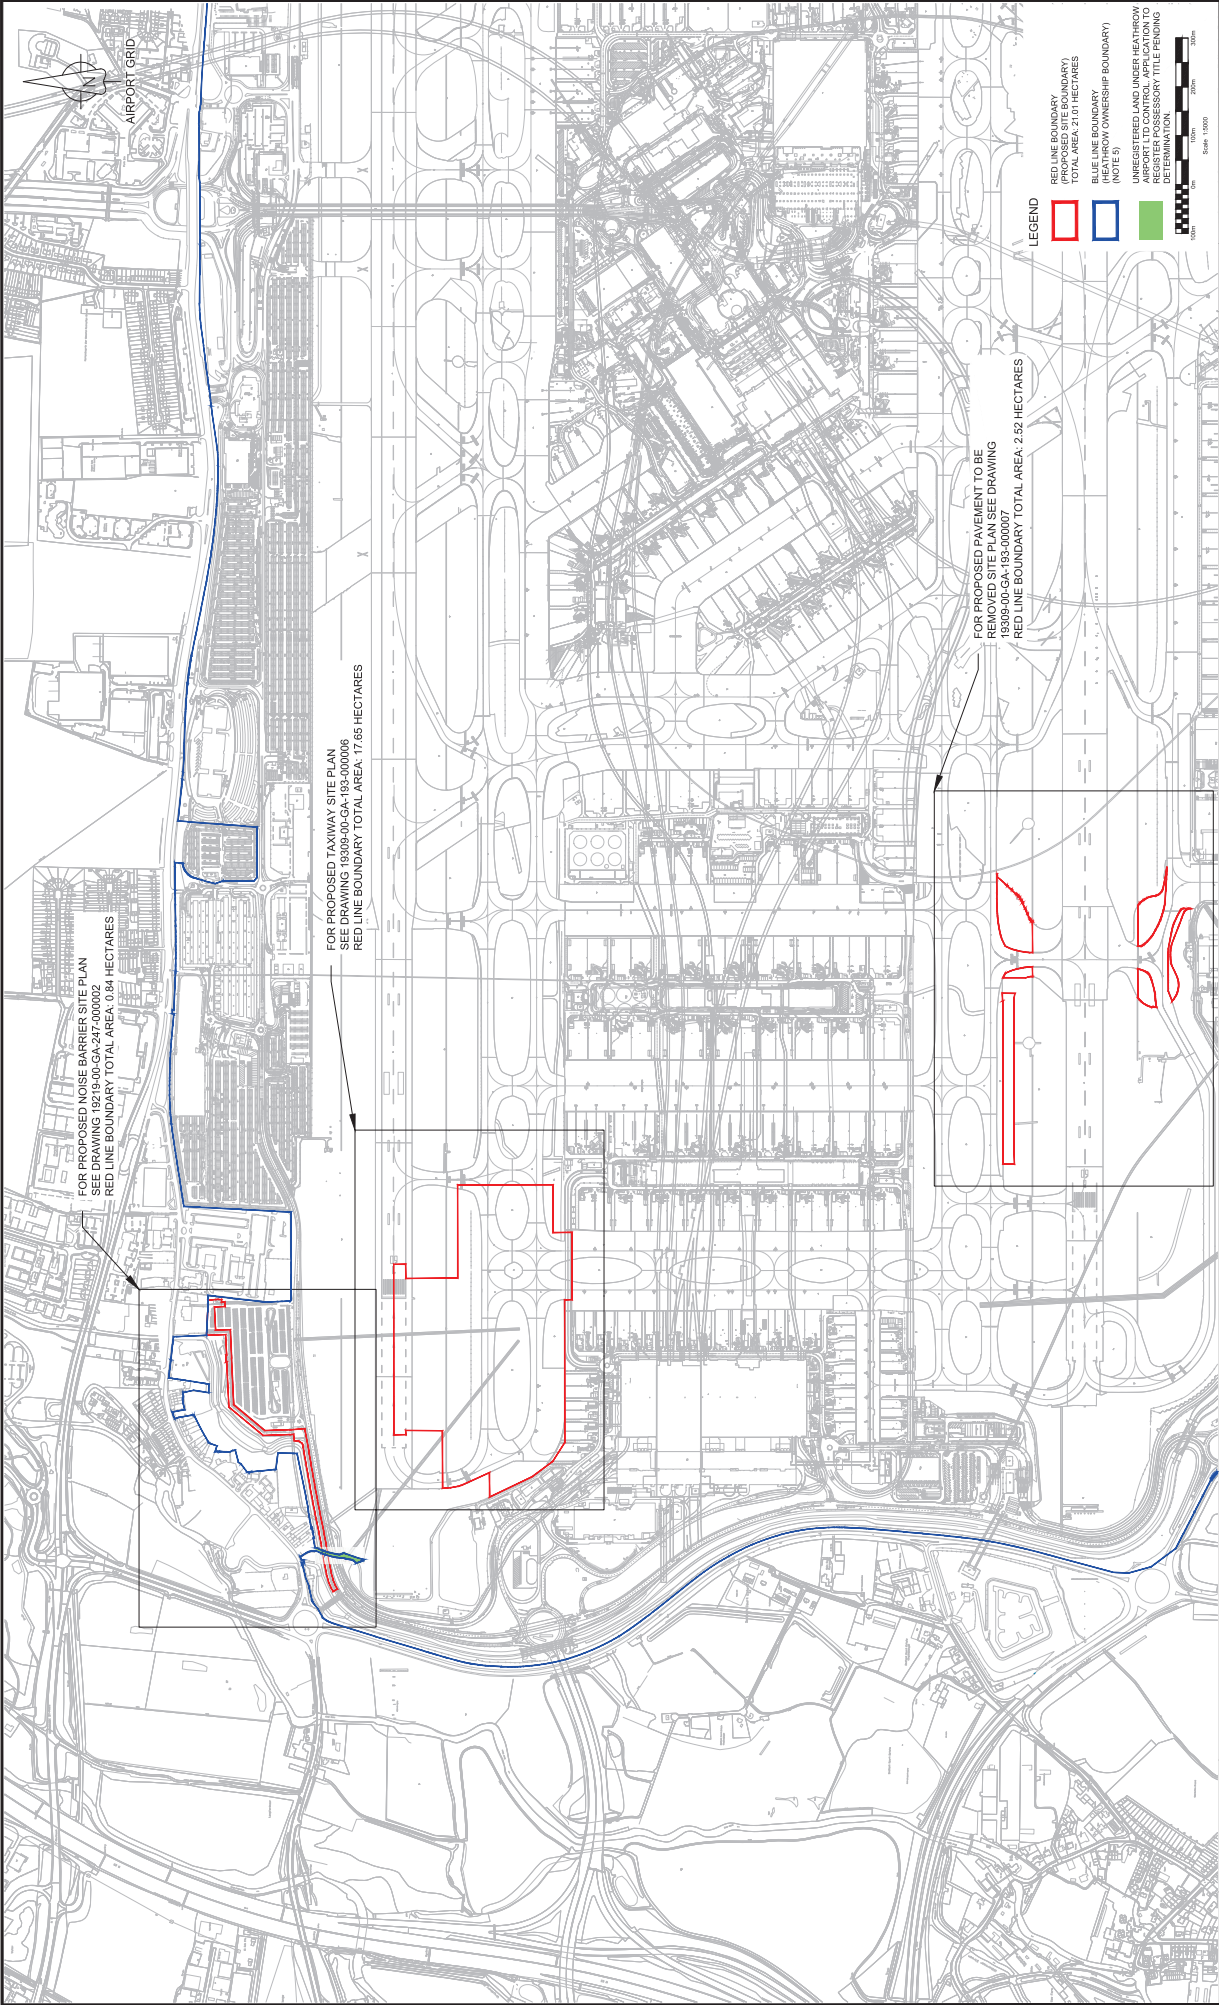 AIRPORT GRID
FOR PROPOSED NOISE BARRIER SITE PLAN
SEE DRAWING 19219-00-GA-247-000002
RED LINE BOUNDARY TOTAL AREA: 0.84 HECTARES
FOR PROPOSED TAXIWAY SITE PLAN
SEE DRAWING 19309-00-GA-193-000006
RED LINE BOUNDARY TOTAL AREA: 17.65 HECTARES
FOR PROPOSED PAVEMENT TO BE
REMOVED SITE PLAN SEE DRAWING
19309-00-GA-193-000007
RED LINE BOUNDARY TOTAL AREA: 2.52 HECTARES
LEGEND
RED LINE BOUNDARY
(PROPOSED SITE BOUNDARY)
TOTAL AREA: 21.01 HECTARES
BLUE LINE BOUNDARY
(HEATHROW OWNERSHIP BOUNDARY)
(NOTE 5)
UNREGISTERED LAND UNDER HEATHROW
AIRPORT LTD CONTROL. APPLICATION TO
REGISTER POSSESSORY TITLE PENDING
DETERMINATION.
100m 0m 100m 200m 300m
Scale 1:5000